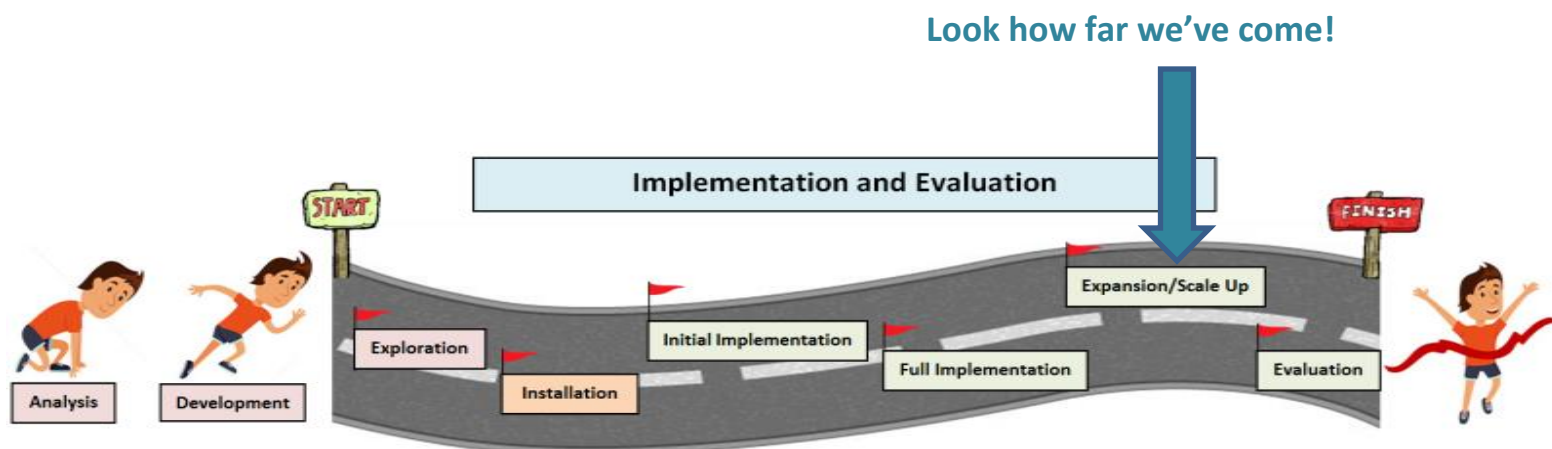 Look how far we’ve come!
Implementation and Evaluation
START
FINISH
Expansion/Scale Up
Initial Implementation
Exploration
Full Implementation
Evaluation
Installation
Analysis
Development